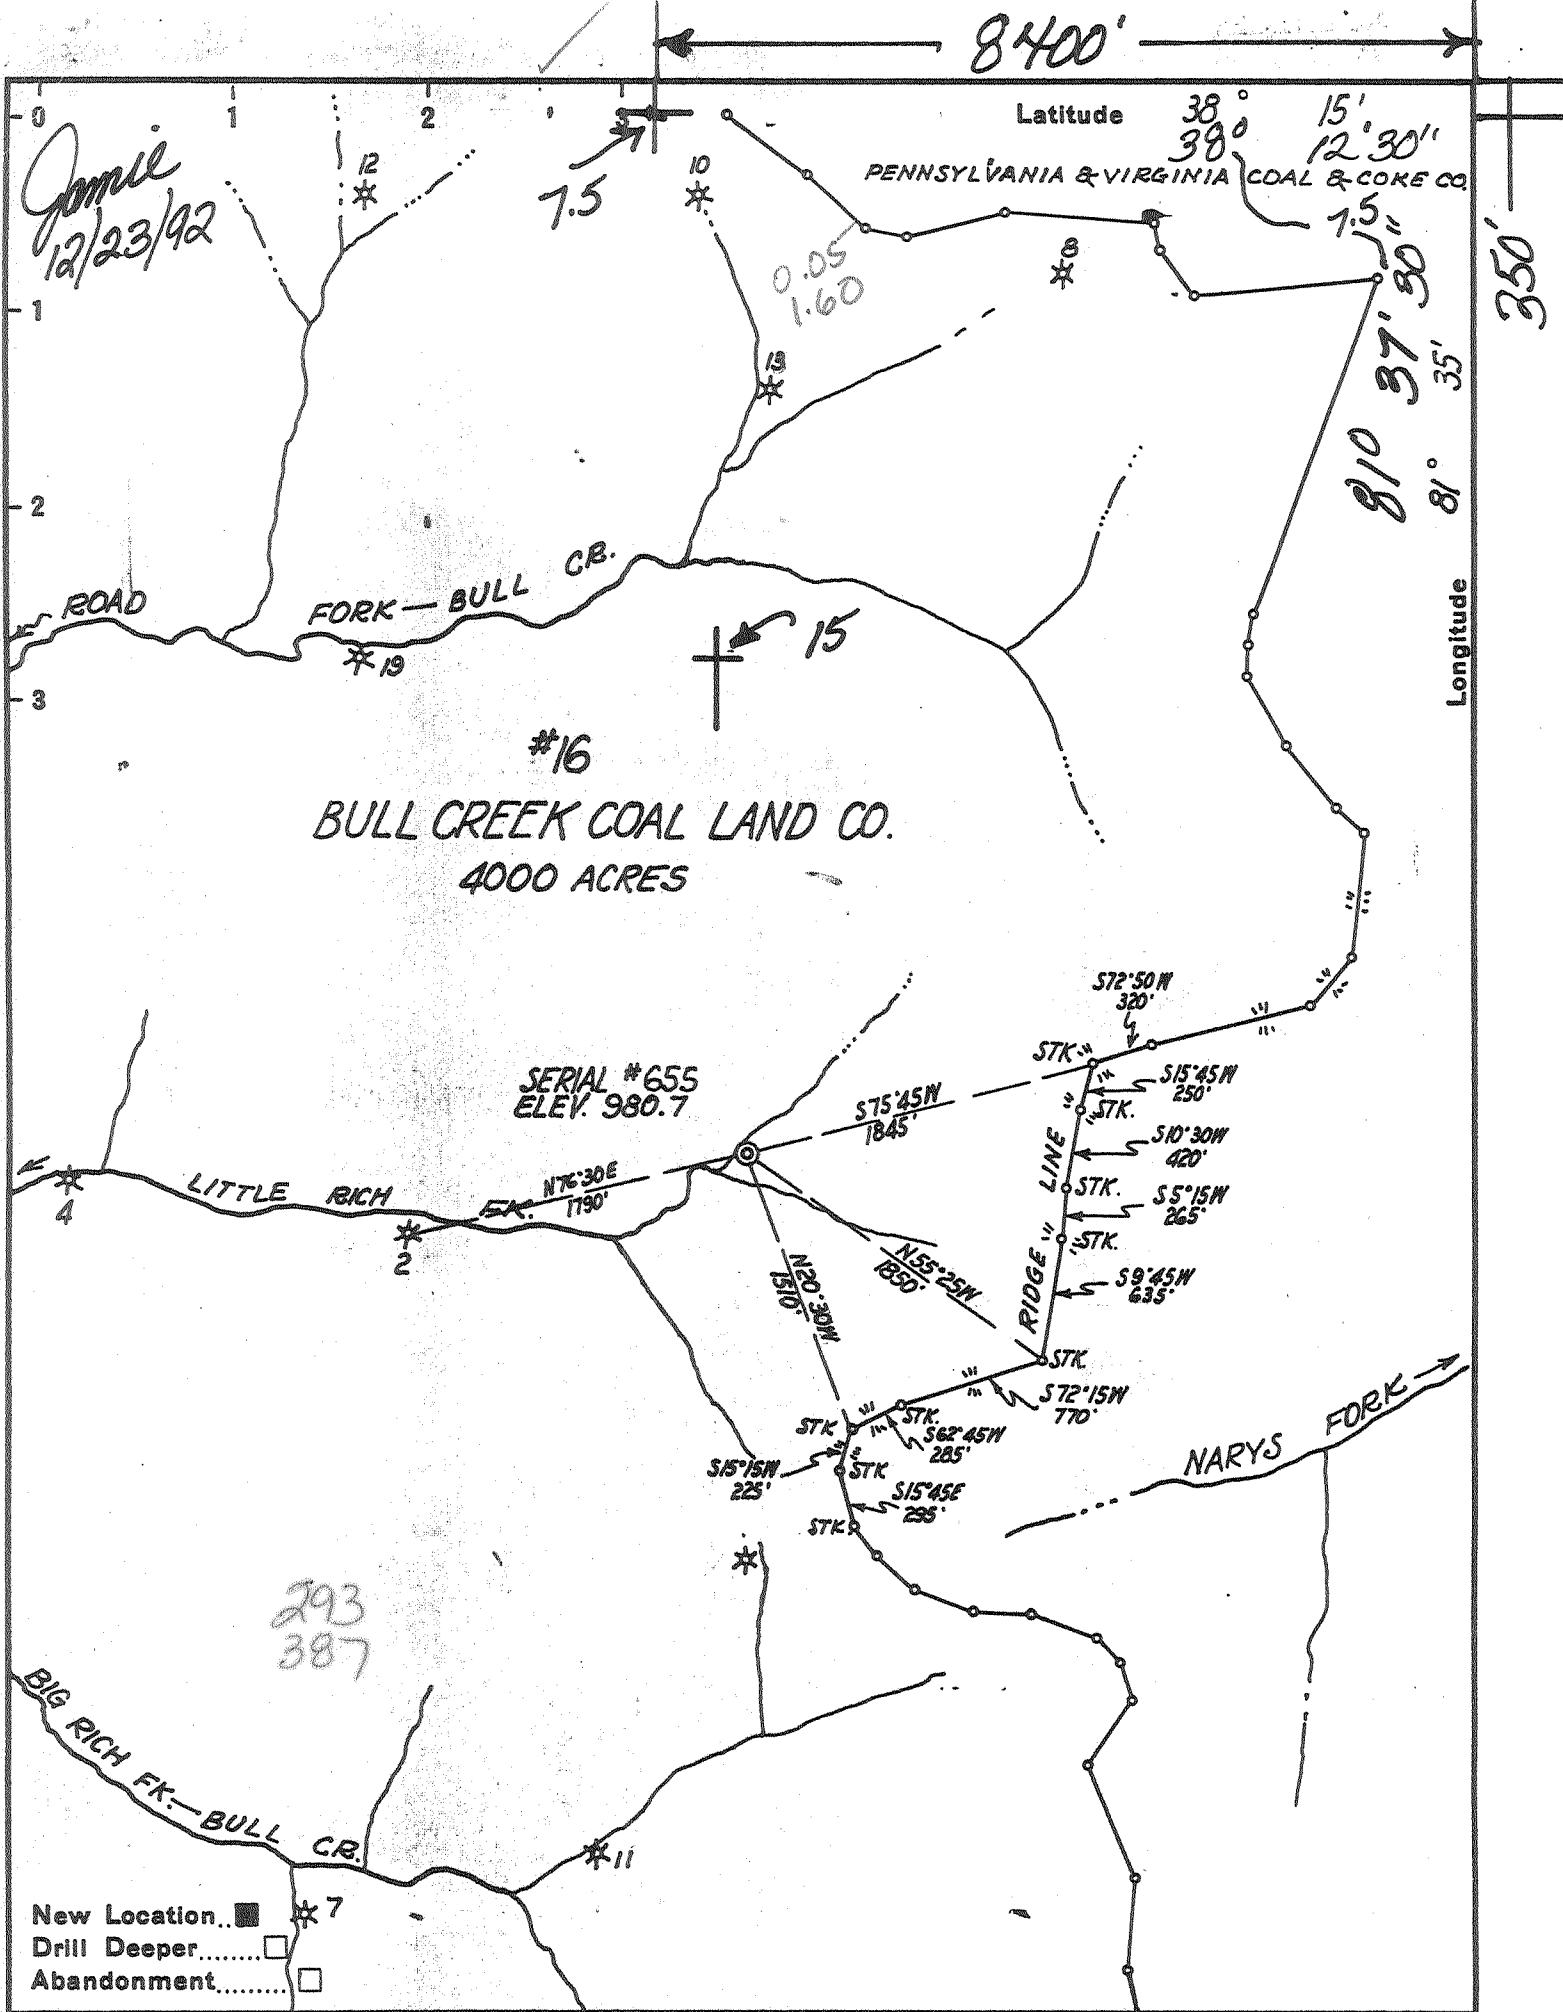 8400'
0 1 2 3
Latitude 38° 15'
38° 12' 30"
PENNSYLVANIA & VIRGINIA COAL & COKE CO.
Jamie
12/23/92
12
10
7.5
7.5
8
0.05
1.60
350'
1
13
81° 37' 30"
81° 35'
Longitude
2
ROAD FORK — BULL CR.
15
19
3
#16
BULL CREEK COAL LAND CO.
4000 ACRES
S72°50W
320'
STK
SERIAL #655
ELEV. 980.7
S75°45W
1845'
S15°45W
250'
STK.
S10°30W
420'
RIDGE LINE
N76°30E
1790'
LITTLE RICH FK.
STK.
S5°15W
265'
4
2
STK.
N55°25W
1850'
N20°30W
1510'
S9°45W
635'
STK.
S72°15W
770'
NARYS FORK
STK
STK.
S62°45W
285'
S15°15W
225'
STK
S15°45E
295'
STK
293
387
BIG RICH FK. — BULL CR.
11
7
New Location..
Drill Deeper........
Abandonment.........